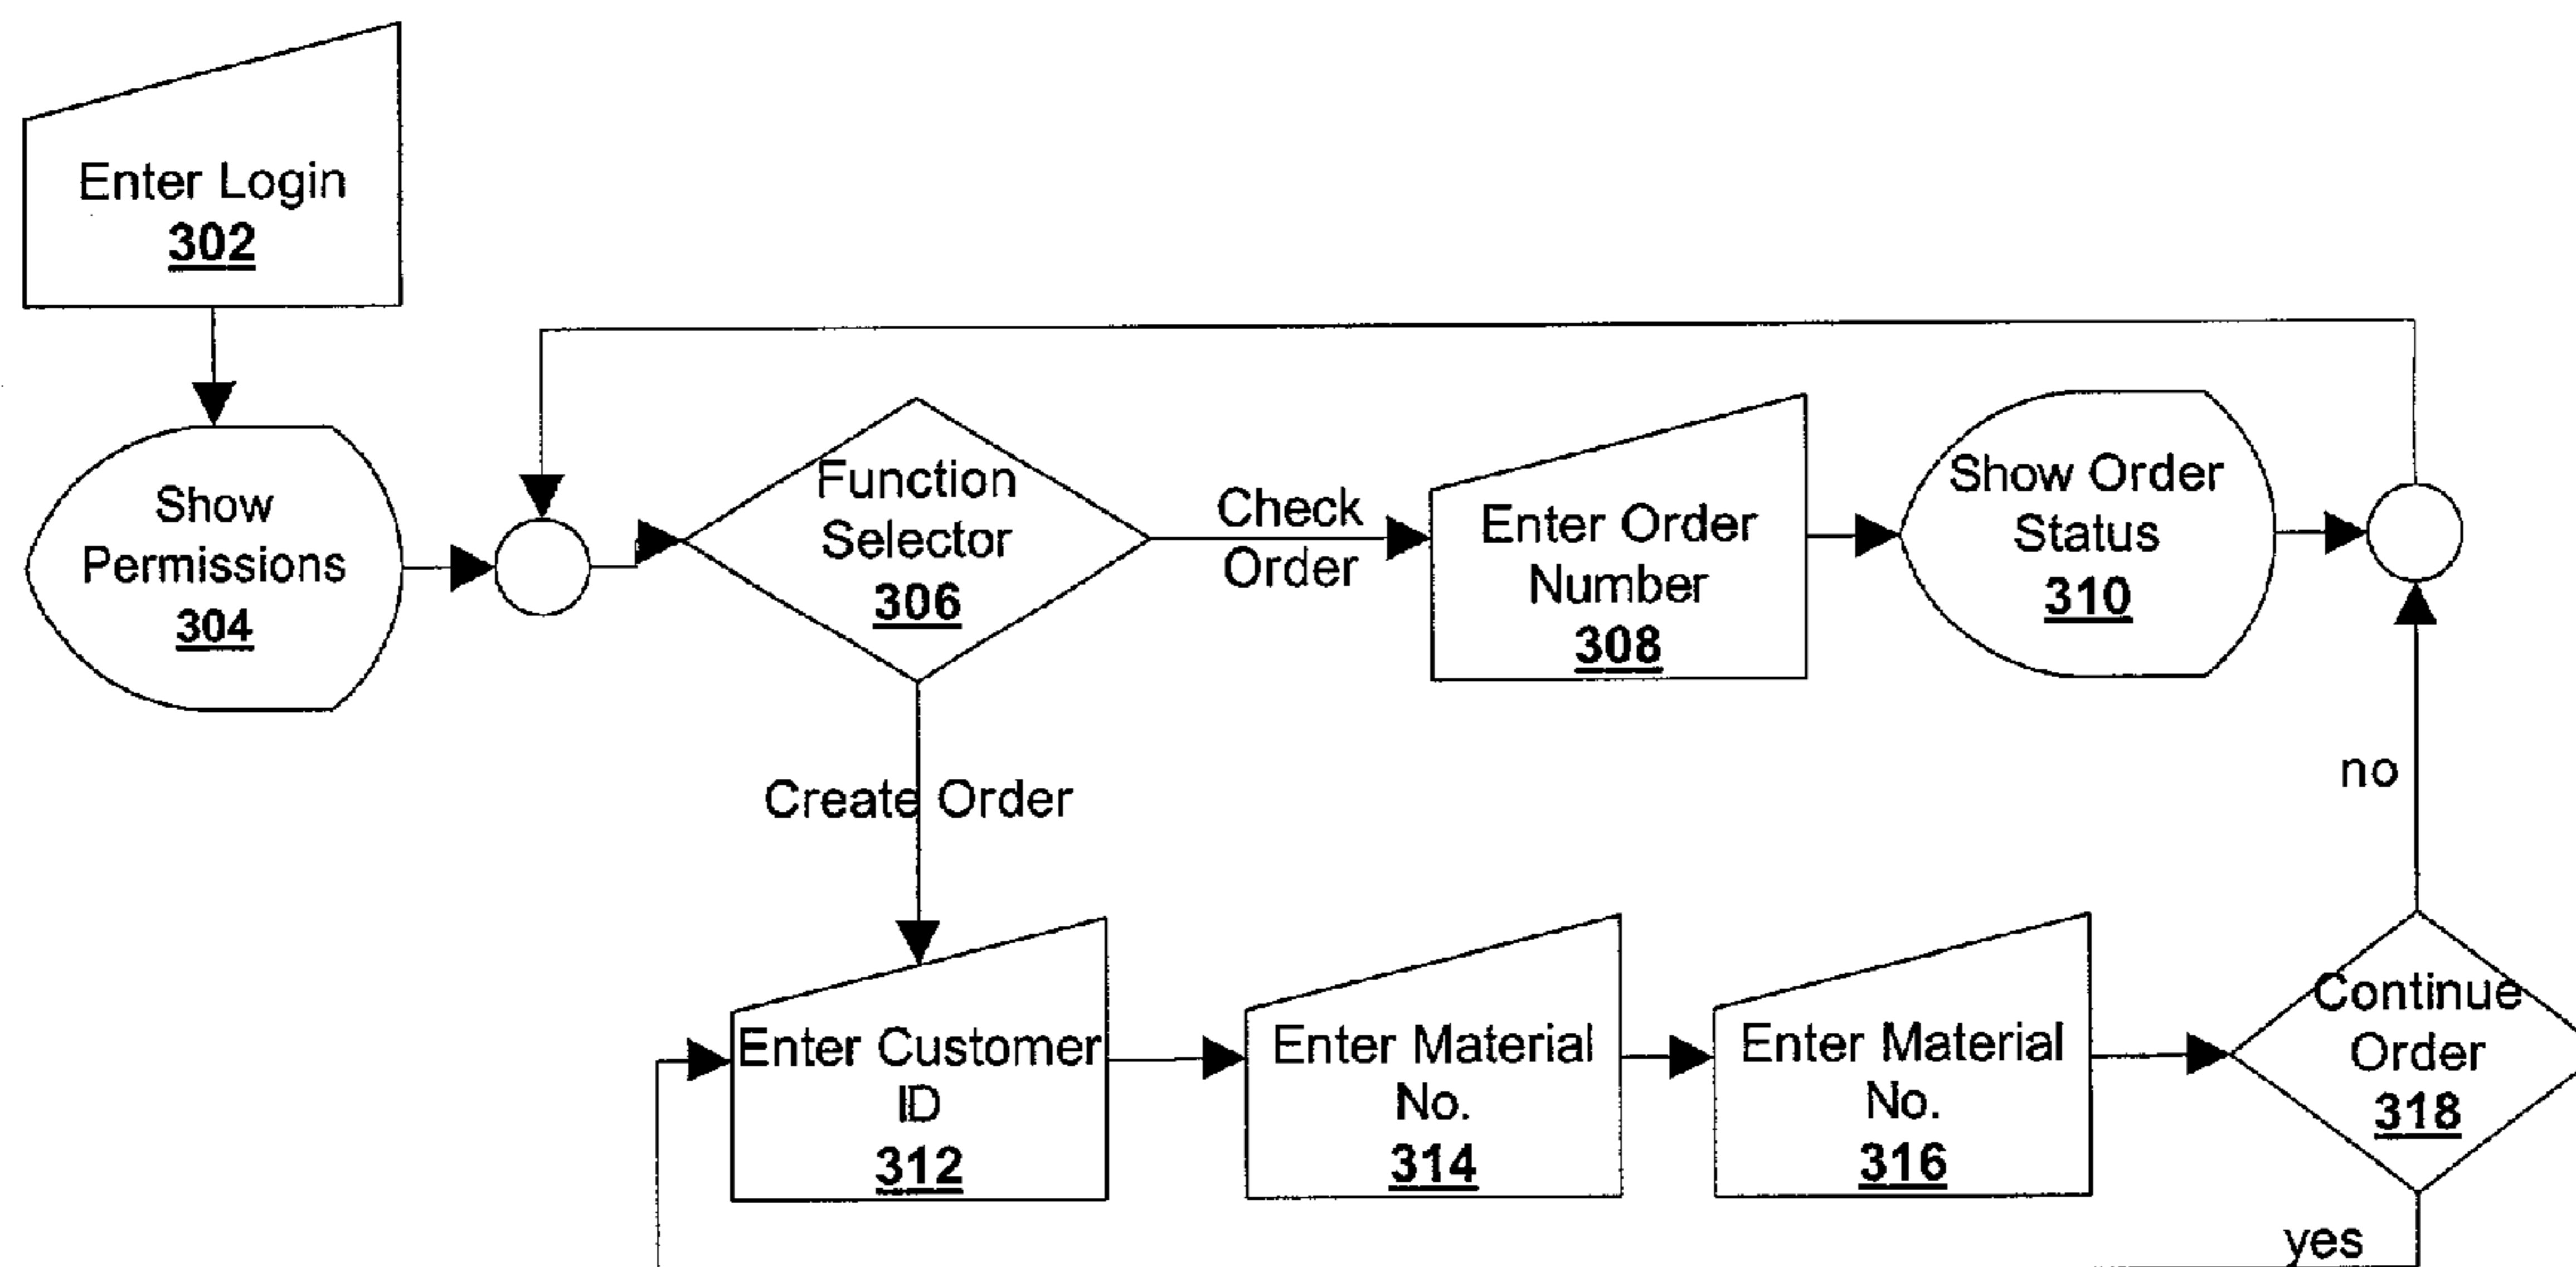 Enter Login
302
Show
Permissions
304
Function
Selector
306
Check
Order
Enter Order
Number
308
Show Order
Status
310
Create Order
no
Enter Customer
ID
312
Enter Material
No.
314
Enter Material
No.
316
Continue
Order
318
yes